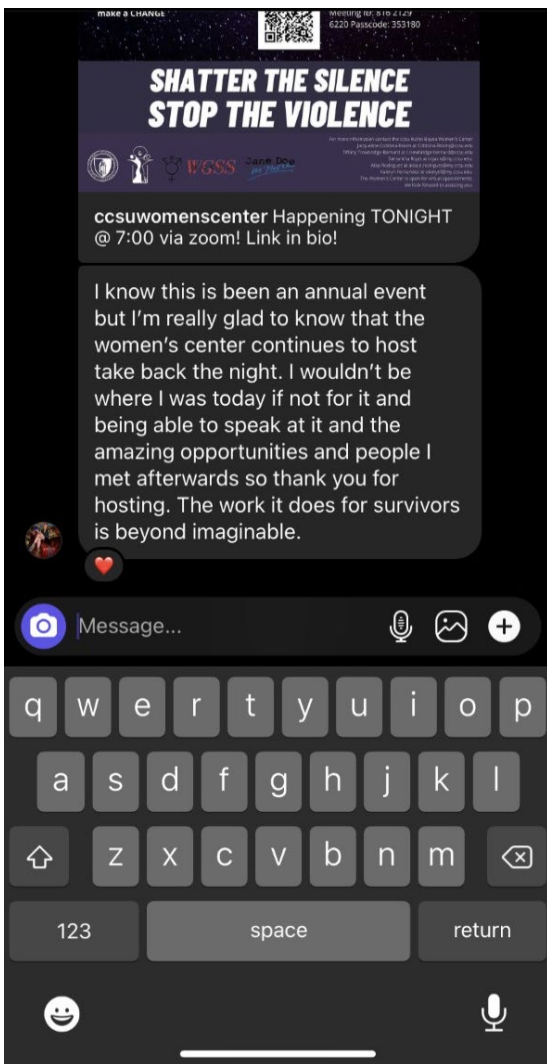 make a CHANGE
Meeting ID: 816 2129
6220 Passcode: 353180
SHATTER THE SILENCE
STOP THE VIOLENCE
WGSS Jane Doe
ccsuwomenscenter Happening TONIGHT
@ 7:00 via zoom! Link in bio!
I know this is been an annual event
but I’m really glad to know that the
women’s center continues to host
take back the night. I wouldn’t be
where I was today if not for it and
being able to speak at it and the
amazing opportunities and people I
met afterwards so thank you for
hosting. The work it does for survivors
is beyond imaginable.
Message...
q w e r t y u i o p
a s d f g h j k l
z x c v b n m
123 space return